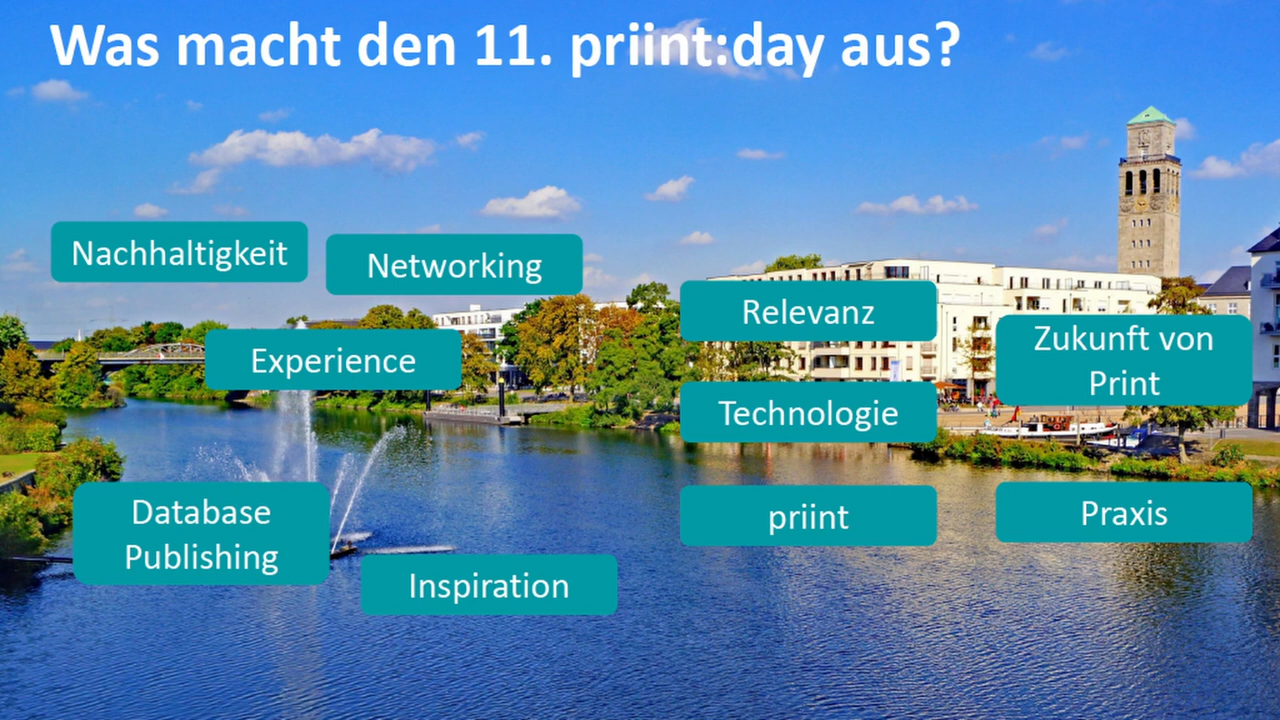 Was macht den 11. priint:day aus?
Nachhaltigkeit
Networking
Experience
Relevanz
Zukunft von
Print
Technologie
Database
Publishing
priint
Praxis
Inspiration